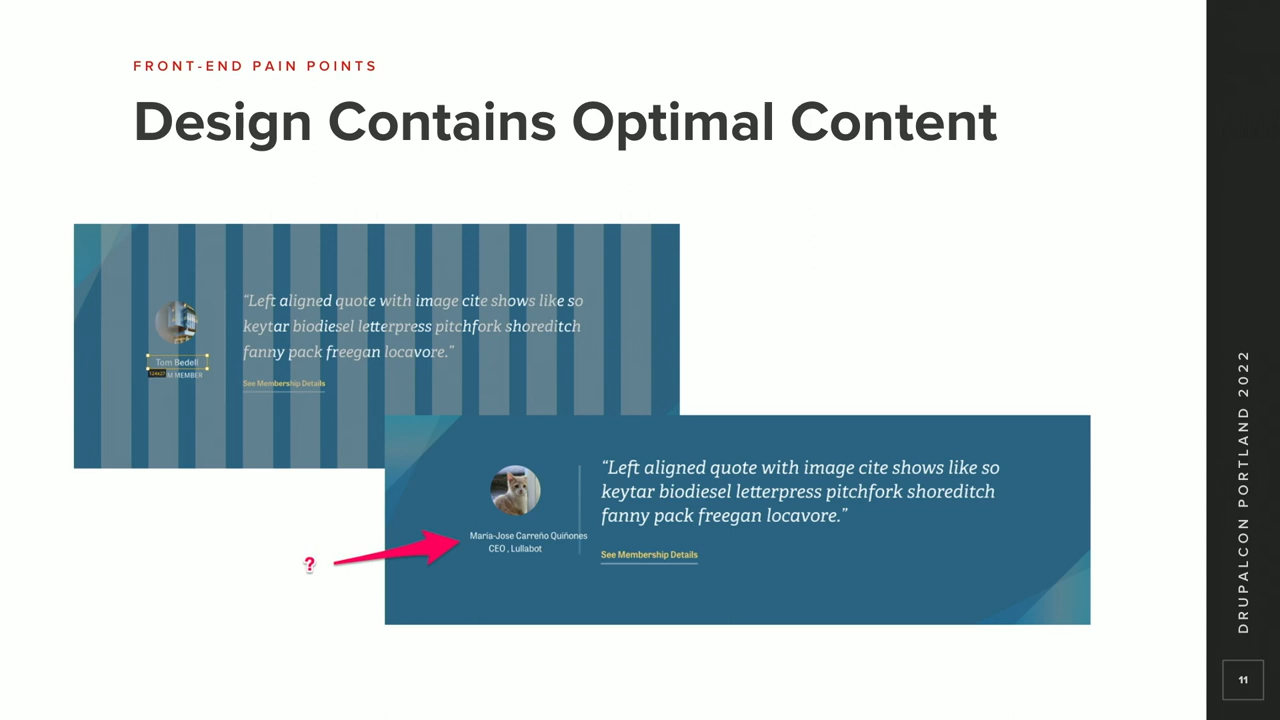 FRONT-END PAIN POINTS
Design Contains Optimal Content
“Left aligned quote with image cite shows like so
keytar biodiesel letterpress pitchfork shoreditch
fanny pack freegan locavore.”
Tom Bedell
M MEMBER
See Membership Details
“Left aligned quote with image cite shows like so
keytar biodiesel letterpress pitchfork shoreditch
fanny pack freegan locavore.”
María-Jose Carreño Quiñones
CEO , Lullabot
See Membership Details
?
DRUPALCON PORTLAND 2022
11